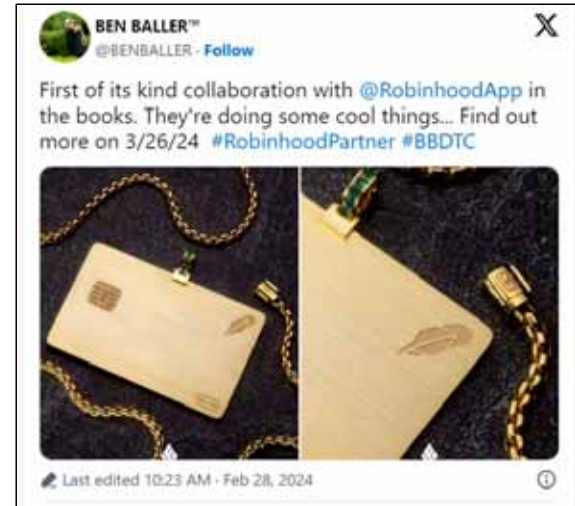 BEN BALLER™
@BENBALLER · Follow
First of its kind collaboration with @RobinhoodApp in
the books. They're doing some cool things... Find out
more on 3/26/24 #RobinhoodPartner #BBDTC
Last edited 10:23 AM · Feb 28, 2024